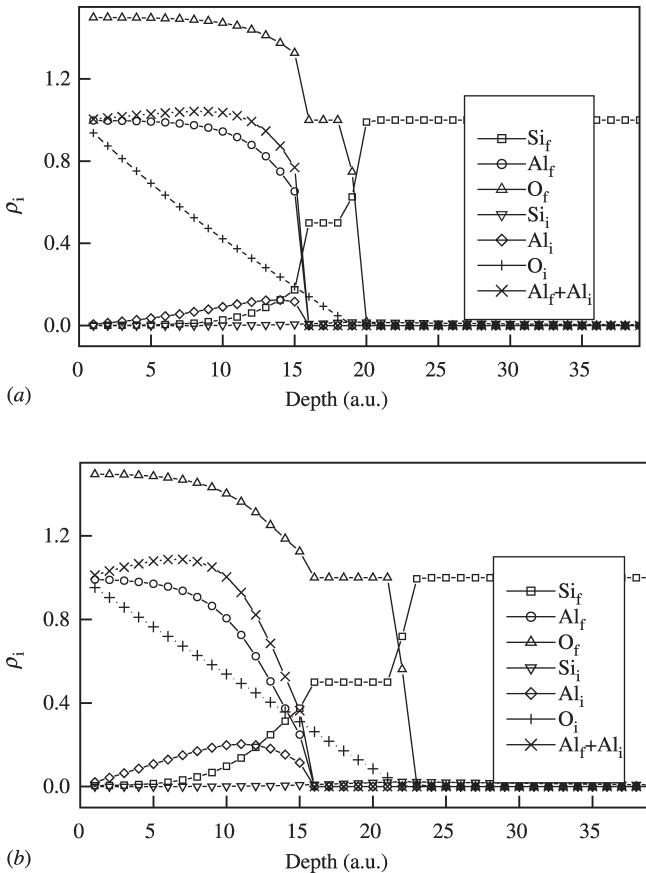 1.2
0.8
0.4
0.0
ρi
Sif
Alf
Of
Sii
Ali
Oi
Alf+Ali
0 5 10 15 20 25 30 35
Depth (a.u.)
(a)
1.2
0.8
0.4
0.0
ρi
Sif
Alf
Of
Sii
Ali
Oi
Alf+Ali
0 5 10 15 20 25 30 35
Depth (a.u.)
(b)